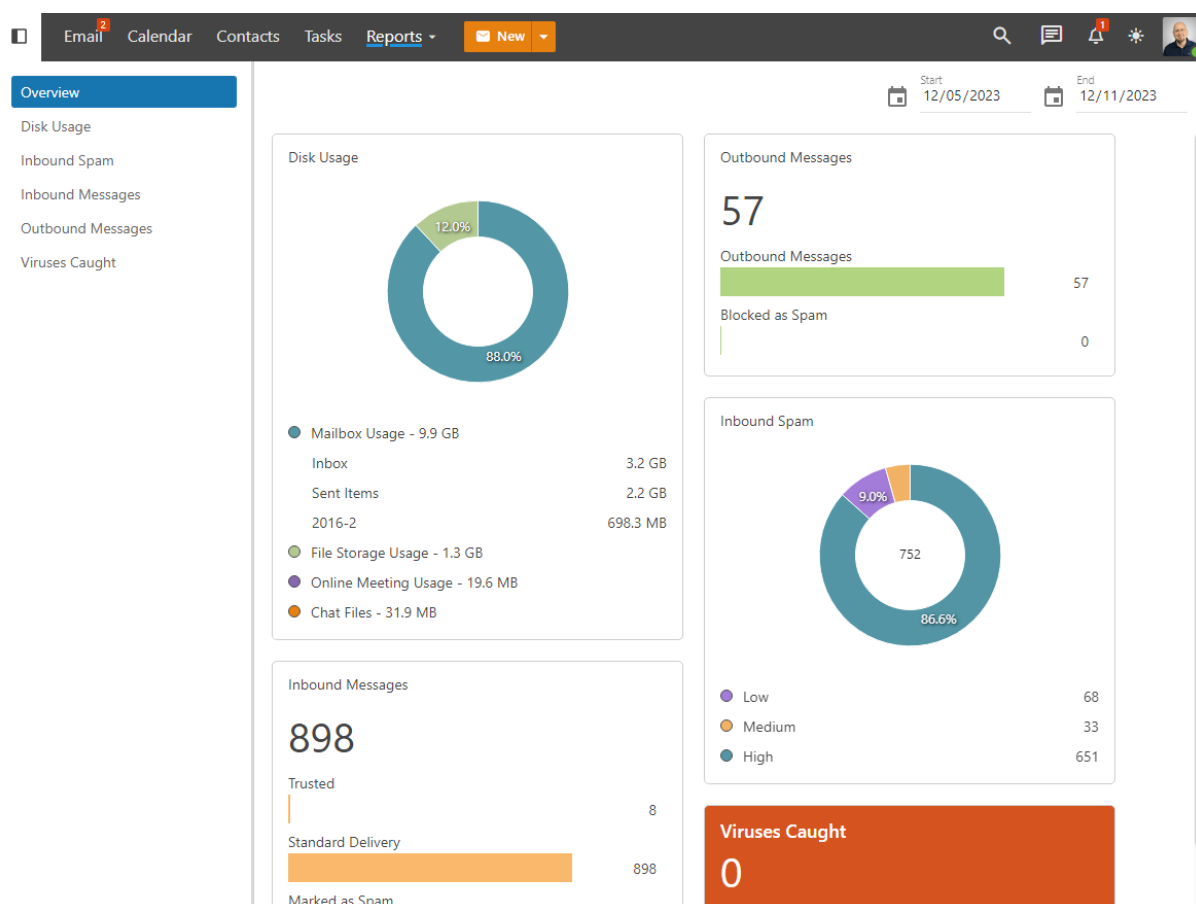 2 1
Email Calendar Contacts Tasks Reports New
Overview
Disk Usage
Inbound Spam
Inbound Messages
Outbound Messages
Viruses Caught
Start End
12/05/2023 12/11/2023
Disk Usage
12.0%
88.0%
Mailbox Usage - 9.9 GB
Inbox 3.2 GB
Sent Items 2.2 GB
2016-2 698.3 MB
File Storage Usage - 1.3 GB
Online Meeting Usage - 19.6 MB
Chat Files - 31.9 MB
Inbound Messages
898
Trusted
8
Standard Delivery
898
Marked as Spam
Outbound Messages
57
Outbound Messages
57
Blocked as Spam
0
Inbound Spam
9.0%
752
86.6%
Low 68
Medium 33
High 651
Viruses Caught
0